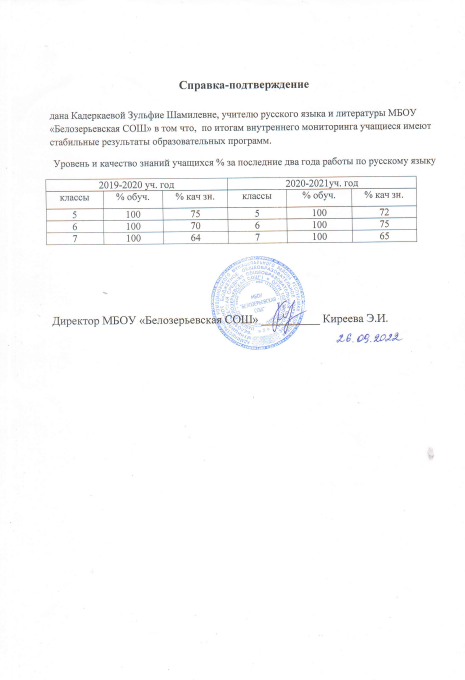 Справка-подтверждение
дана Кадеркаевой Зульфие Шамилевне, учителю русского языка и литературы МБОУ
«Белозерьевская СОШ» в том что, по итогам внутреннего мониторинга учащиеся имеют
стабильные результаты образовательных программ.
Уровень и качество знаний учащихся % за последние два года работы по русскому языку
2019-2020 уч. год 2020-2021уч. год
классы % обуч. % кач зн. классы % обуч. % кач зн.
5 100 75 5 100 72
6 100 70 6 100 75
7 100 64 7 100 65
Директор МБОУ «Белозерьевская СОШ» __________ Киреева Э.И.
26.09.2022